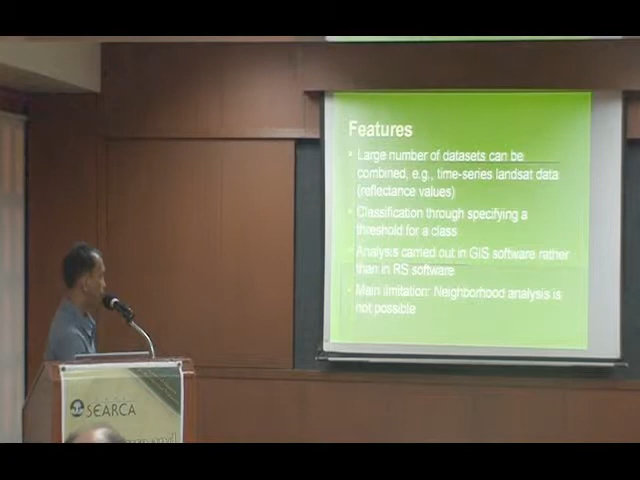 Features
• Large number of datasets can be
combined, e.g., time-series landsat data
(reflectance values)
• Classification through specifying a
threshold for a class
Analysis carried out in GIS software rather
than in RS software
• Main limitation: Neighborhood analysis is
not possible
SEARCA